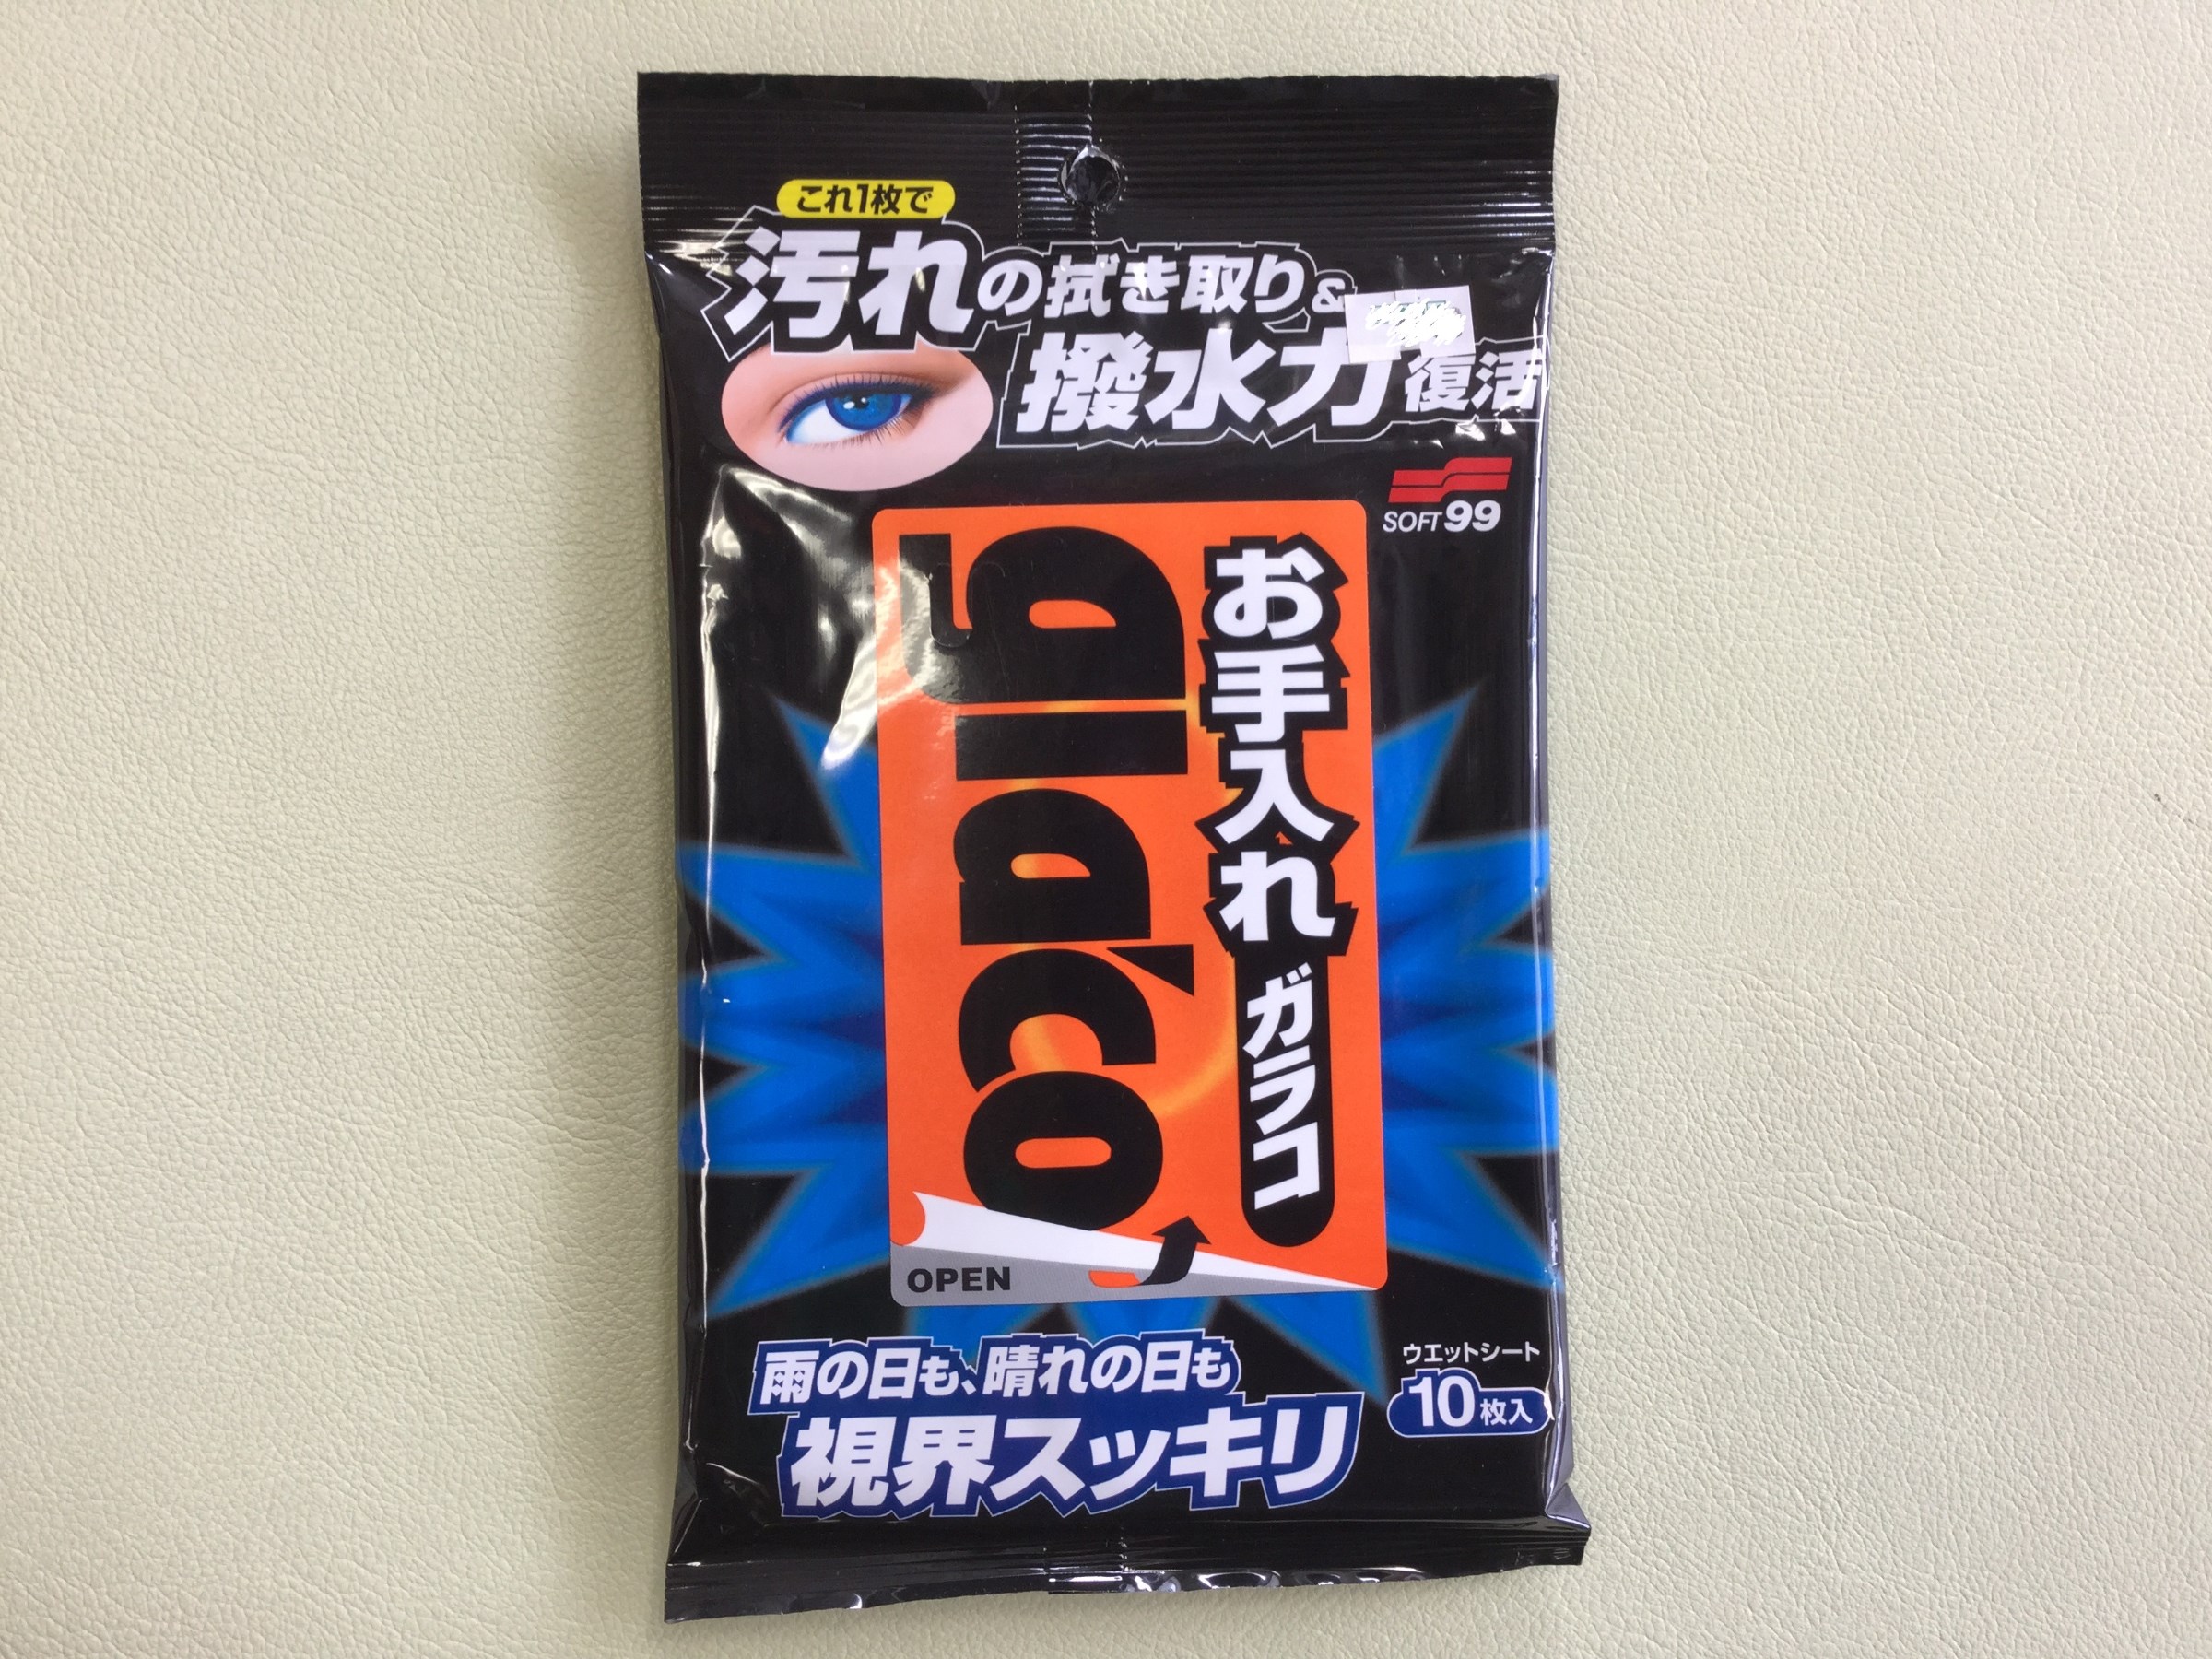 これ1枚で
汚れの拭き取り&
撥水力復活
SOFT99
お手入れガラコ
glaco
OPEN
雨の日も、晴れの日も
視界スッキリ
ウエットシート
10枚入